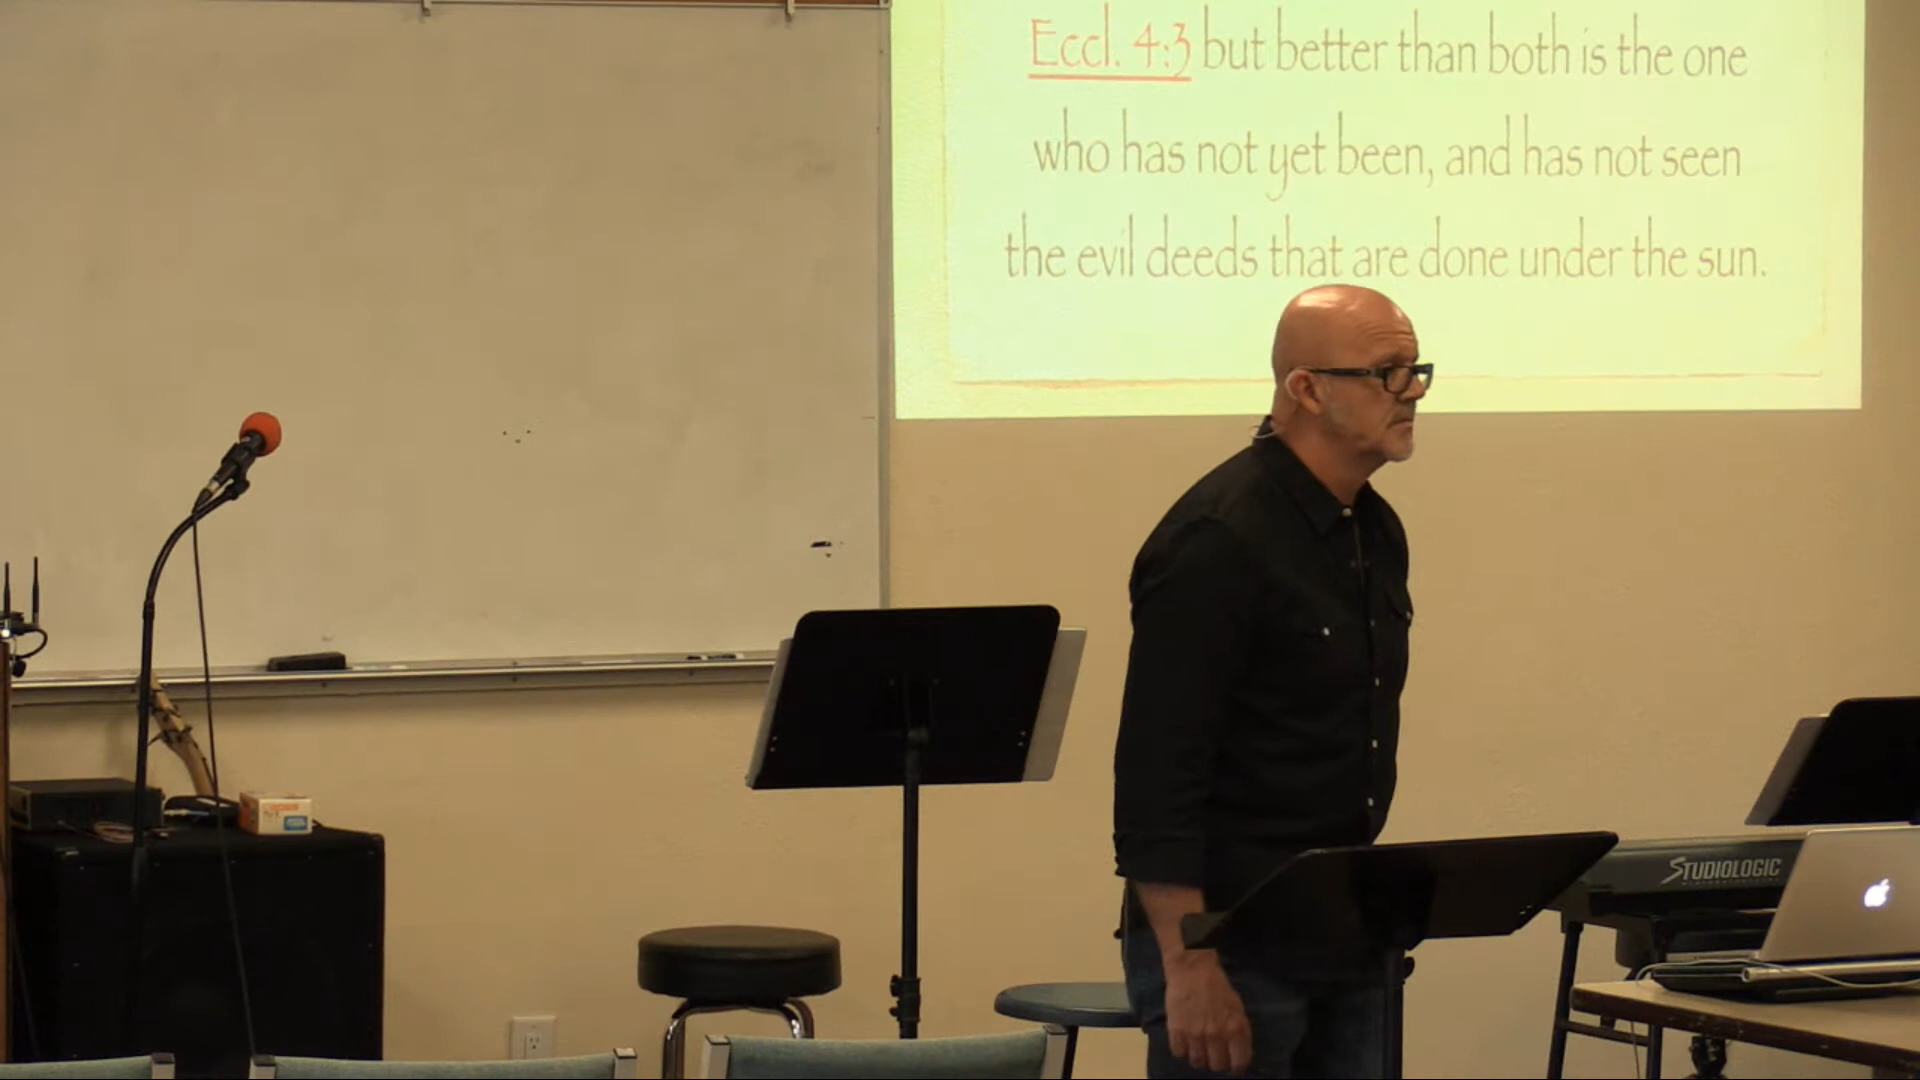 Eccl. 4:3 but better than both is the one
who has not yet been, and has not seen
the evil deeds that are done under the sun.
STUDIOLOGIC